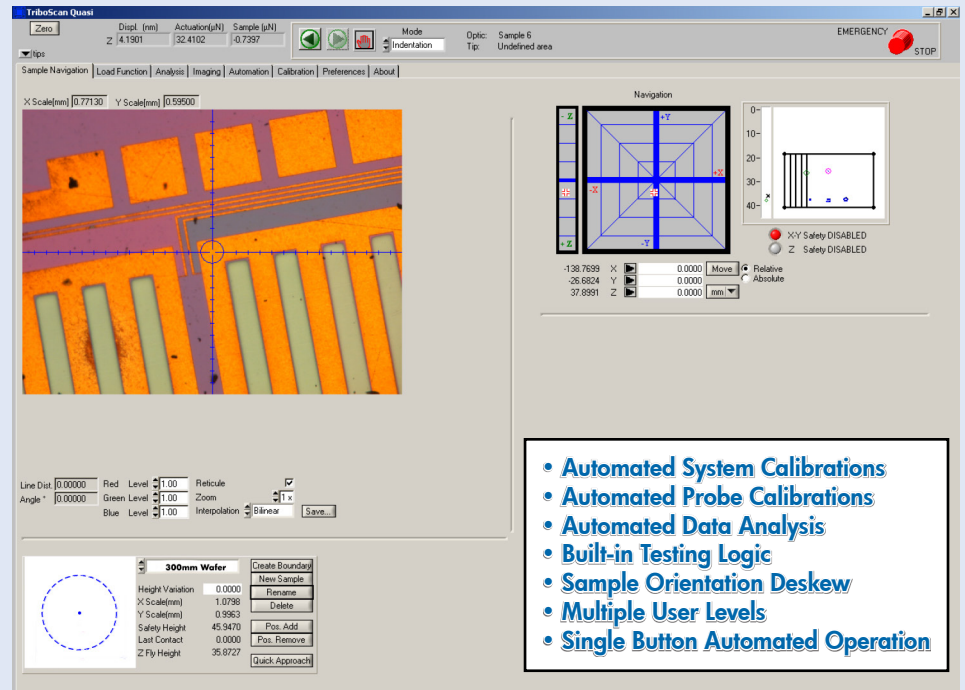 TriboScan Quasi
Zero
Displ. (nm) Actuation(µN) Sample (µN)
Z 4.1901 32.4102 -0.7397
tips
Mode
Indentation
Optic: Sample 6
Tip: Undefined area
EMERGENCY
STOP
Sample Navigation Load Function Analysis Imaging Automation Calibration Preferences About
X Scale(mm) 0.77130 Y Scale(mm) 0.59500
Navigation
- Z
+Y
+X
-X
-Y
+ Z
0-
10-
20-
30-
40-
X-Y Safety DISABLED
Z Safety DISABLED
-138.7699 X 0.0000 Move Relative
-26.6824 Y 0.0000 Absolute
37.8991 Z 0.0000 mm
Line Dist. 0.00000 Red Level 1.00 Reticule
Angle ° 0.00000 Green Level 1.00 Zoom 1 x
Blue Level 1.00 Interpolation Bilinear Save...
300mm Wafer
Height Variation 0.0000
X Scale(mm) 1.0798
Y Scale(mm) 0.9963
Safety Height 45.9470
Last Contact 0.0000
Z Fly Height 35.8727
Create Boundary
New Sample
Rename
Delete
Pos. Add
Pos. Remove
Quick Approach
• Automated System Calibrations
• Automated Probe Calibrations
• Automated Data Analysis
• Built-in Testing Logic
• Sample Orientation Deskew
• Multiple User Levels
• Single Button Automated Operation